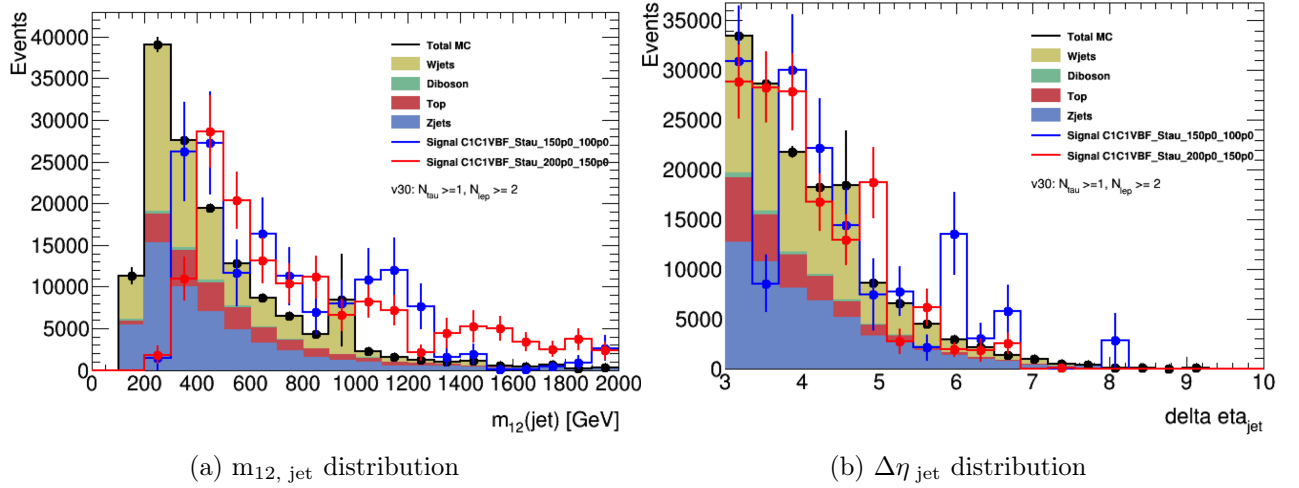 Events
40000
35000
30000
25000
20000
15000
10000
5000
0
Total MC
Wjets
Diboson
Top
Zjets
Signal C1C1VBF_Stau_150p0_100p0
Signal C1C1VBF_Stau_200p0_150p0
v30: N_tau >=1, N_lep >= 2
0 200 400 600 800 1000 1200 1400 1600 1800 2000
m_12(jet) [GeV]
(a) m_12, jet distribution
Events
35000
30000
25000
20000
15000
10000
5000
0
Total MC
Wjets
Diboson
Top
Zjets
Signal C1C1VBF_Stau_150p0_100p0
Signal C1C1VBF_Stau_200p0_150p0
v30: N_tau >=1, N_lep >= 2
3 4 5 6 7 8 9 10
delta eta_jet
(b) Δη jet distribution